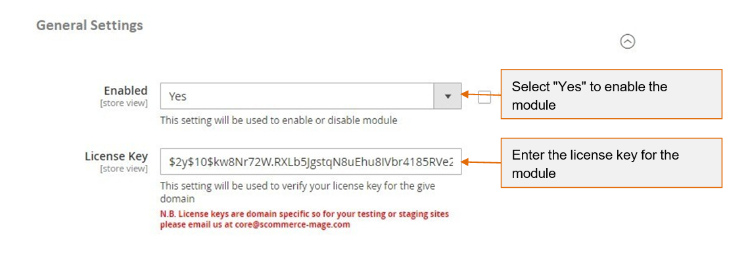 General Settings
Enabled
[store view]
Yes
This setting will be used to enable or disable module
Select "Yes" to enable the
module
License Key
[store view]
$2y$10$kw8Nr72W.RXLb5JgstqN8uEhu8IVbr4185RVe2
This setting will be used to verify your license key for the give
domain
N.B. License keys are domain specific so for your testing or staging sites
please email us at core@scommerce-mage.com
Enter the license key for the
module